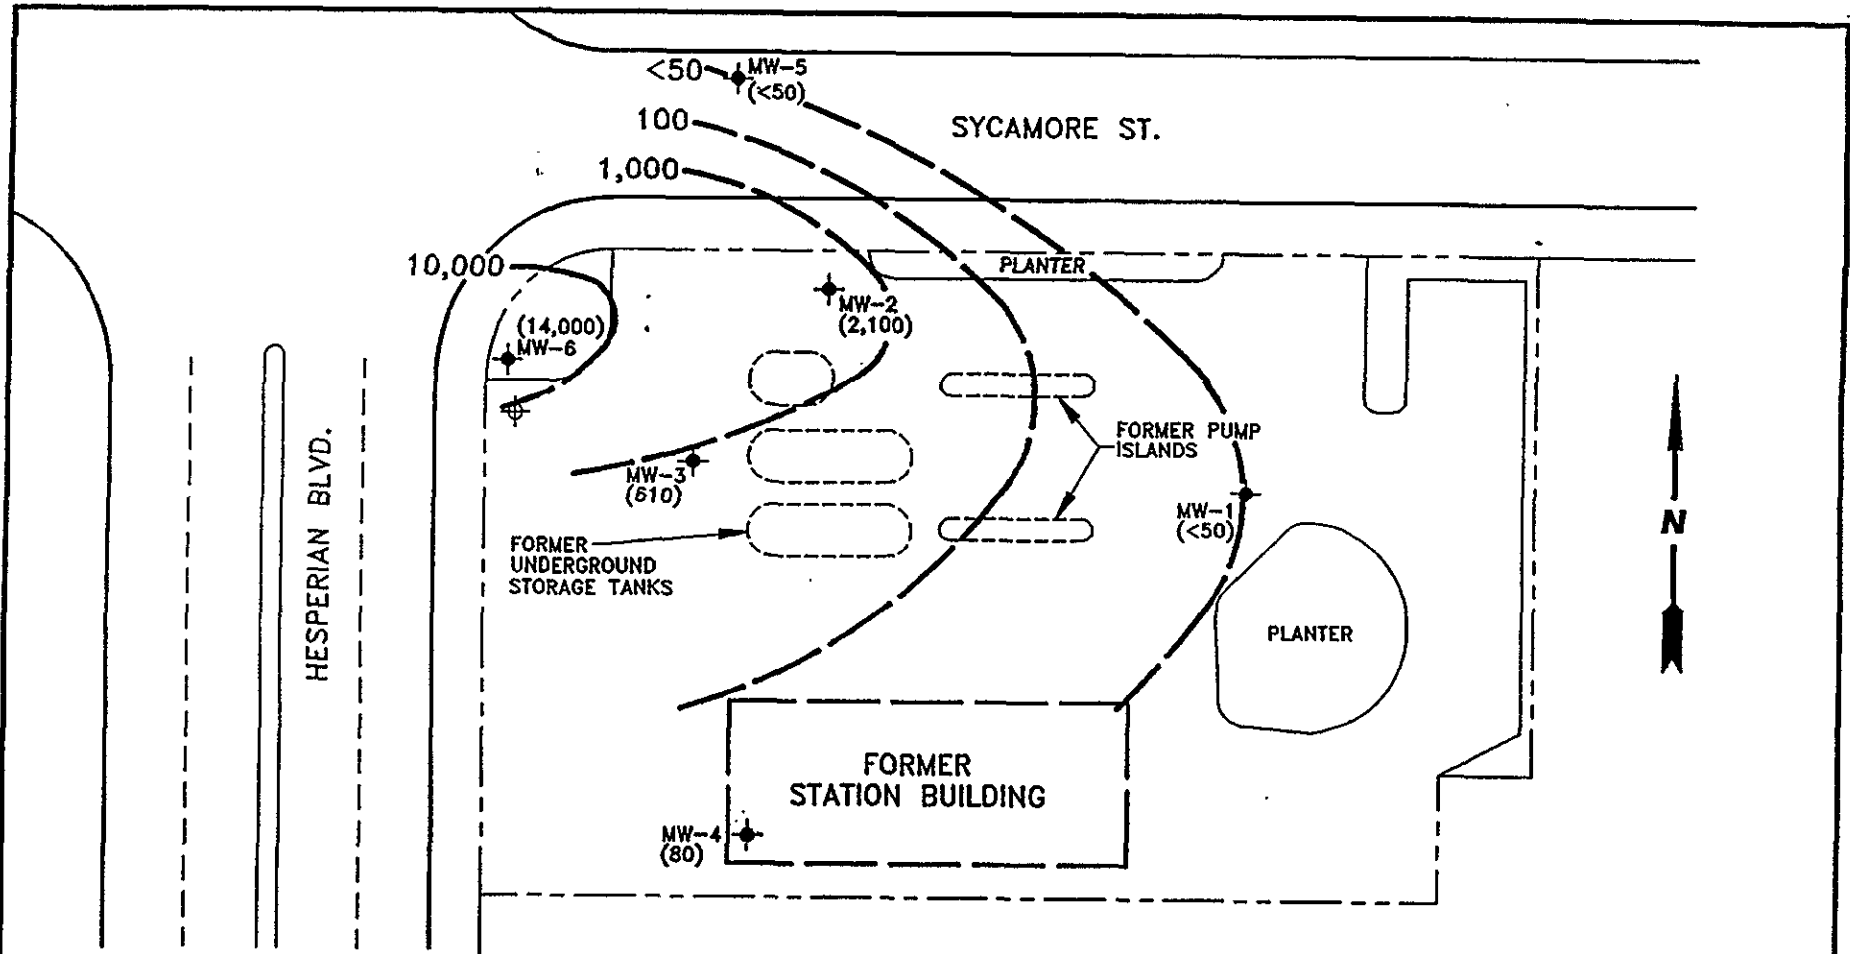 <50
MW-5
(<50)
100
SYCAMORE ST.
1,000
10,000
PLANTER
MW-2
(2,100)
(14,000)
MW-6
HESPERIAN BLVD.
FORMER PUMP
ISLANDS
MW-3
(610)
MW-1
(<50)
N
FORMER
UNDERGROUND
STORAGE TANKS
PLANTER
FORMER
STATION BUILDING
MW-4
(80)